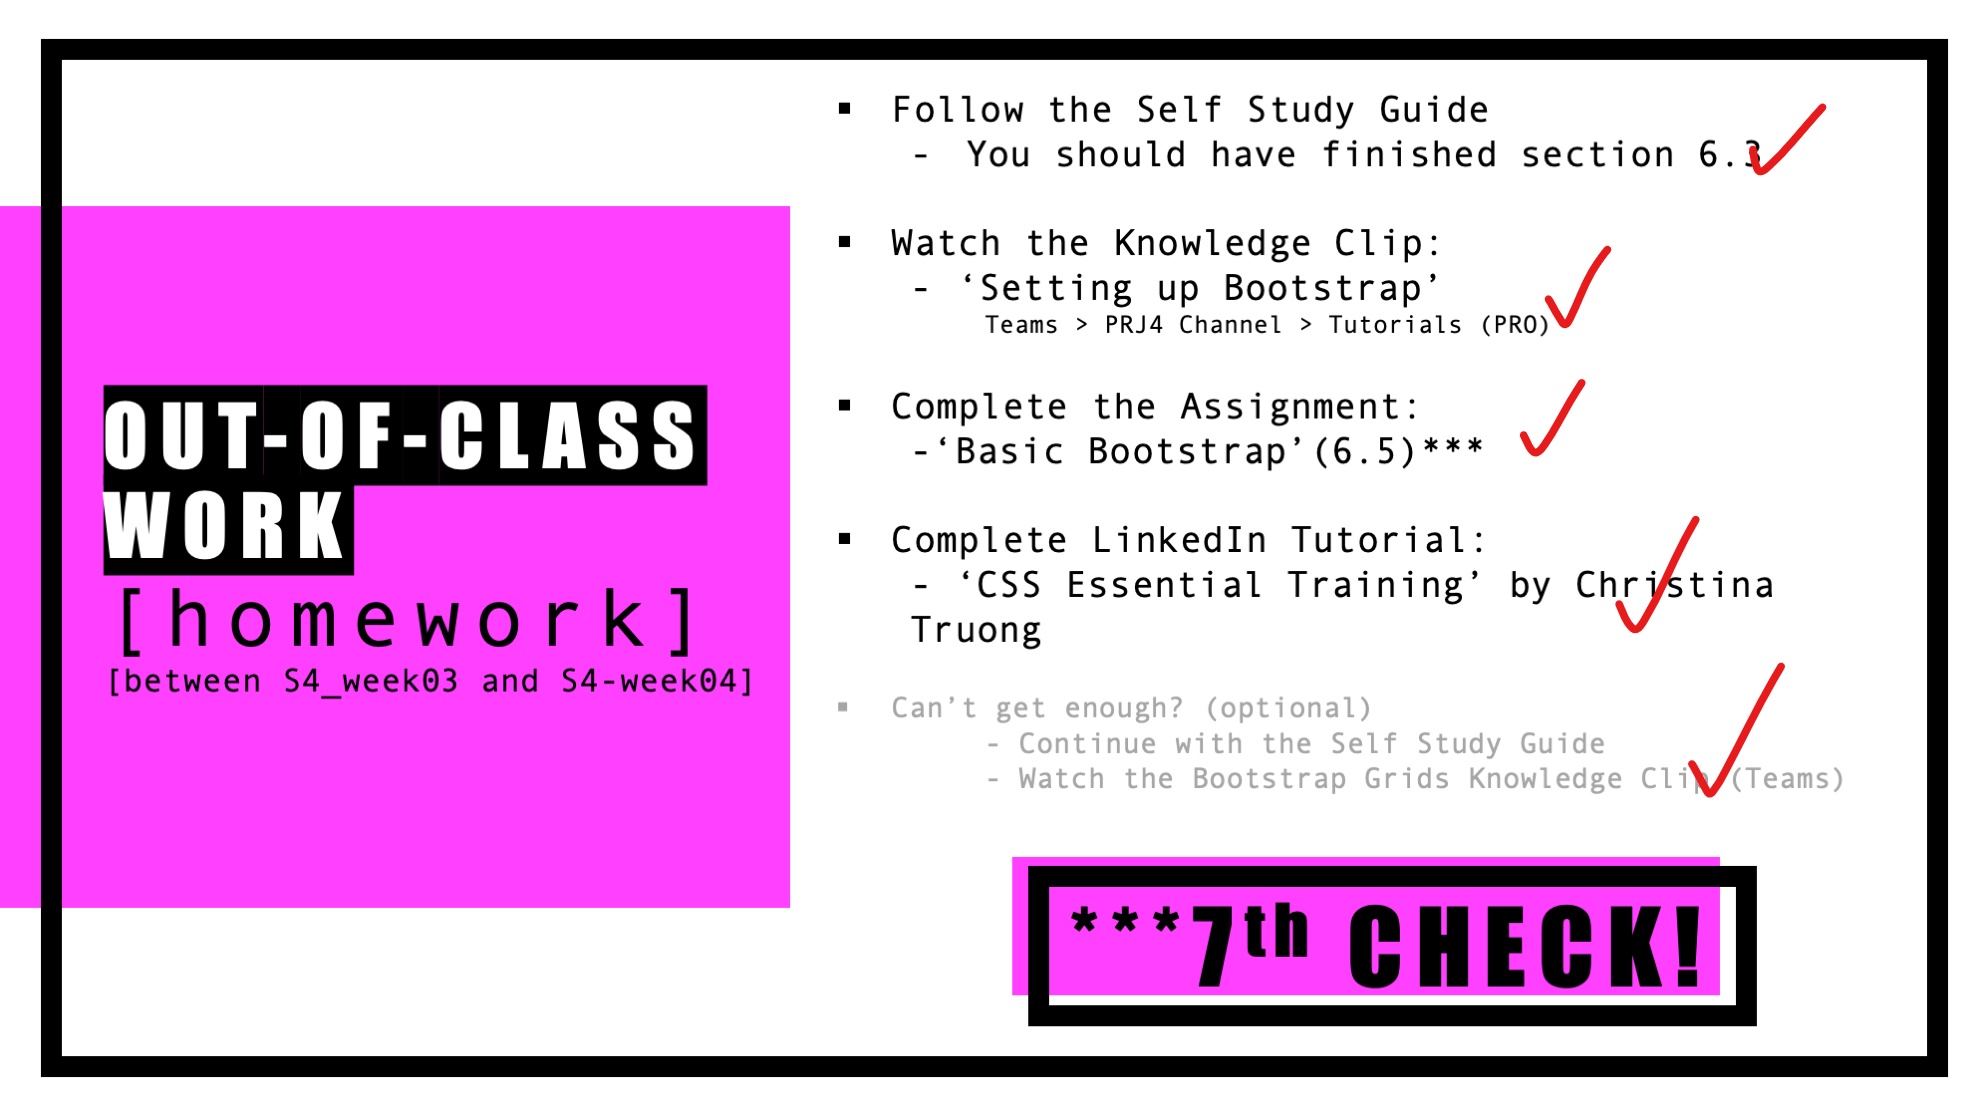 OUT-OF-CLASS
WORK
[homework]
[between S4_week03 and S4-week04]
▪ Follow the Self Study Guide
- You should have finished section 6.3
▪ Watch the Knowledge Clip:
- ‘Setting up Bootstrap’
Teams > PRJ4 Channel > Tutorials (PRO)
▪ Complete the Assignment:
-‘Basic Bootstrap’(6.5)***
▪ Complete LinkedIn Tutorial:
- ‘CSS Essential Training’ by Christina
Truong
▪ Can’t get enough? (optional)
- Continue with the Self Study Guide
- Watch the Bootstrap Grids Knowledge Clip (Teams)
***7th CHECK!